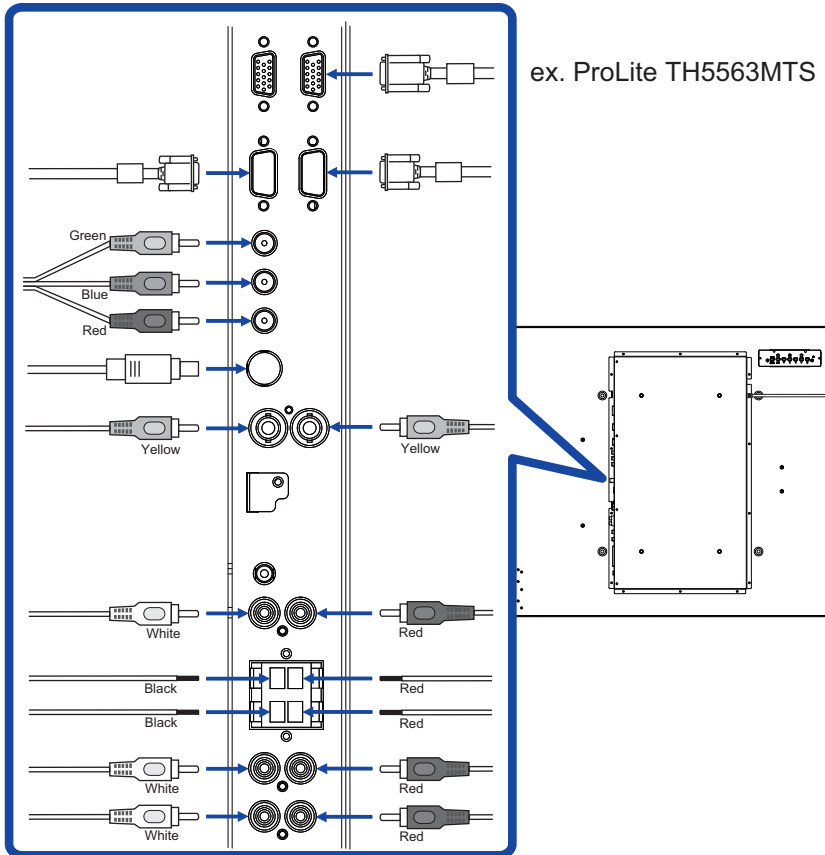 ex. ProLite TH5563MTS
Green
Blue
Red
Yellow
Yellow
White
Red
Black
Red
Black
Red
White
Red
White
Red